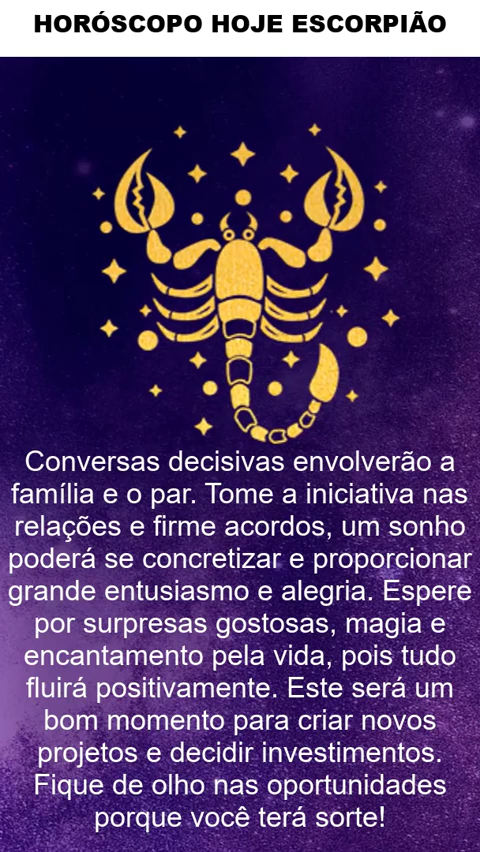 HORÓSCOPO HOJE ESCORPIÃO
Conversas decisivas envolverão a
família e o par. Tome a iniciativa nas
relações e firme acordos, um sonho
poderá se concretizar e proporcionar
grande entusiasmo e alegria. Espere
por surpresas gostosas, magia e
encantamento pela vida, pois tudo
fluirá positivamente. Este será um
bom momento para criar novos
projetos e decidir investimentos.
Fique de olho nas oportunidades
porque você terá sorte!